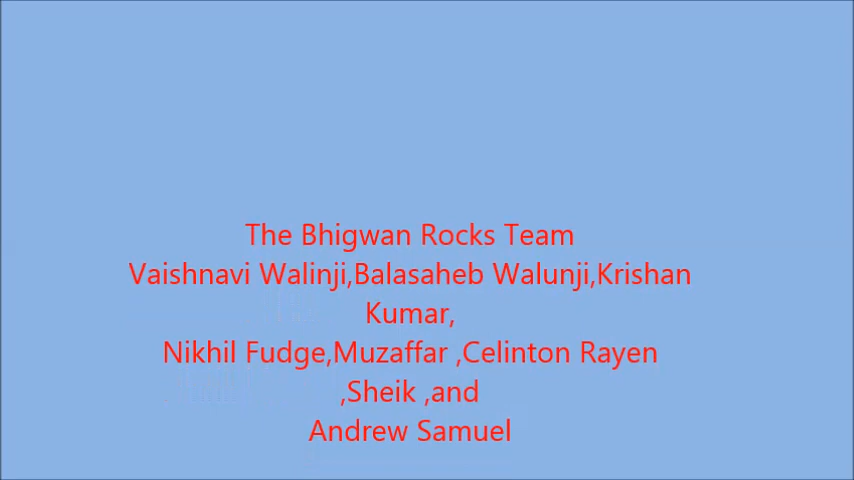 The Bhigwan Rocks Team
Vaishnavi Walinji,Balasaheb Walunji,Krishan
Kumar,
Nikhil Fudge,Muzaffar ,Celinton Rayen
,Sheik ,and
Andrew Samuel